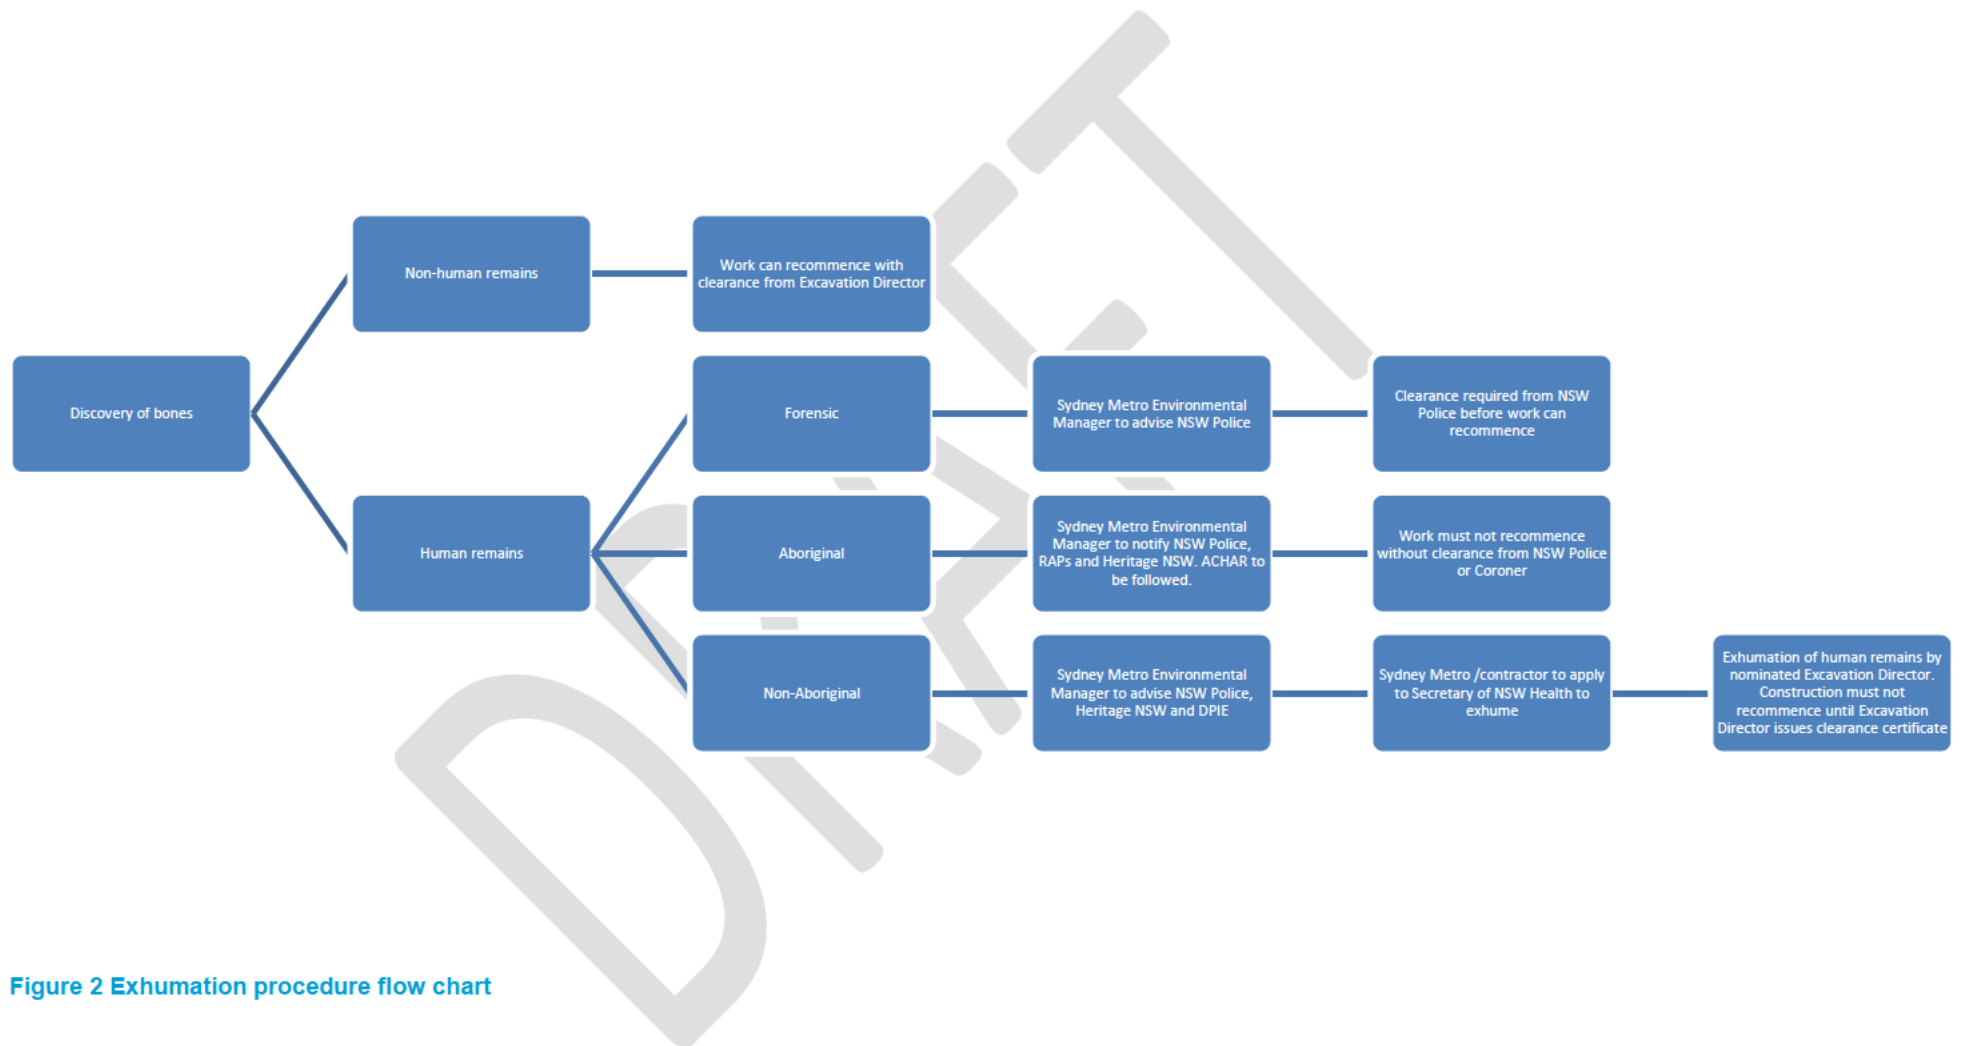 Non-human remains
Work can recommence with
clearance from Excavation Director
Discovery of bones
Forensic
Sydney Metro Environmental
Manager to advise NSW Police
Clearance required from NSW
Police before work can
recommence
Human remains
Aboriginal
Sydney Metro Environmental
Manager to notify NSW Police,
RAPs and Heritage NSW. ACHAR to
be followed.
Work must not recommence
without clearance from NSW Police
or Coroner
Non-Aboriginal
Sydney Metro Environmental
Manager to advise NSW Police,
Heritage NSW and DPIE
Sydney Metro /contractor to apply
to Secretary of NSW Health to
exhume
Exhumation of human remains by
nominated Excavation Director.
Construction must not
recommence until Excavation
Director issues clearance certificate
DRAFT
Figure 2 Exhumation procedure flow chart